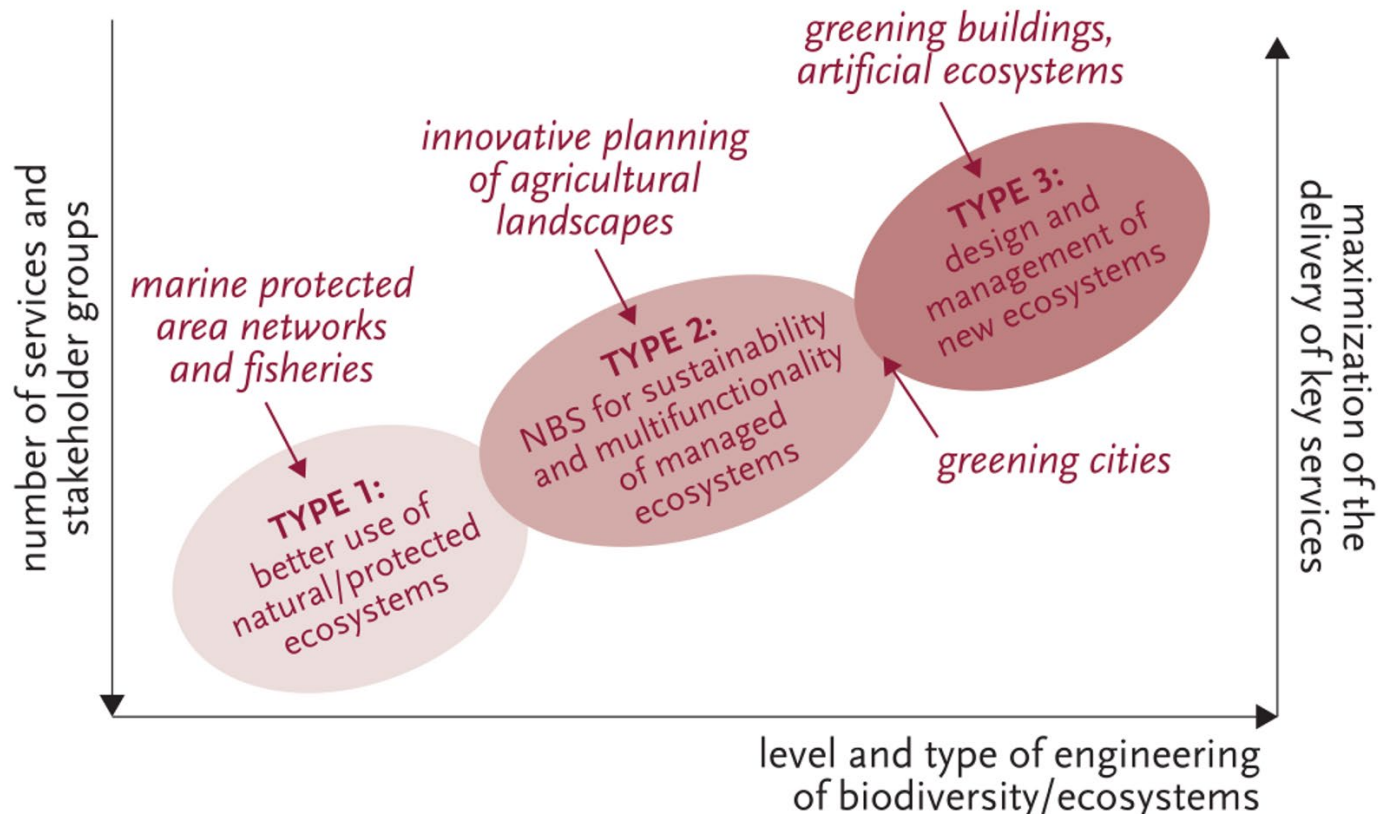 greening buildings,
artificial ecosystems
innovative planning
of agricultural
landscapes
marine protected
area networks
and fisheries
number of services and
stakeholder groups
TYPE 1:
better use of
natural/protected
ecosystems
TYPE 2:
NBS for sustainability
and multifunctionality
of managed
ecosystems
TYPE 3:
design and
management of
new ecosystems
greening cities
maximization of the
delivery of key services
level and type of engineering
of biodiversity/ecosystems